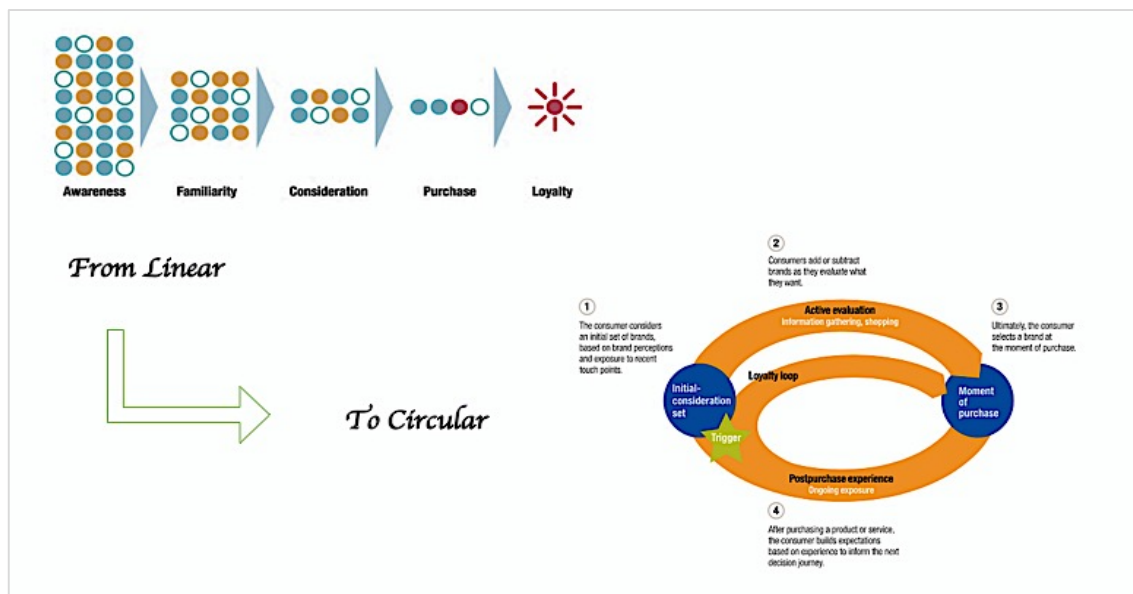 Awareness Familiarity Consideration Purchase Loyalty
From Linear
To Circular
1
The consumer considers
an initial set of brands,
based on brand perceptions
and exposure to recent
touch points.
2
Consumers add or subtract
brands as they evaluate what
they want.
3
Ultimately, the consumer
selects a brand at
the moment of purchase.
Active evaluation
Information gathering, shopping
Loyalty loop
Initial-
consideration
set
Trigger
Moment
of
purchase
Postpurchase experience
Ongoing exposure
4
After purchasing a product or service,
the consumer builds expectations
based on experience to inform the next
decision journey.